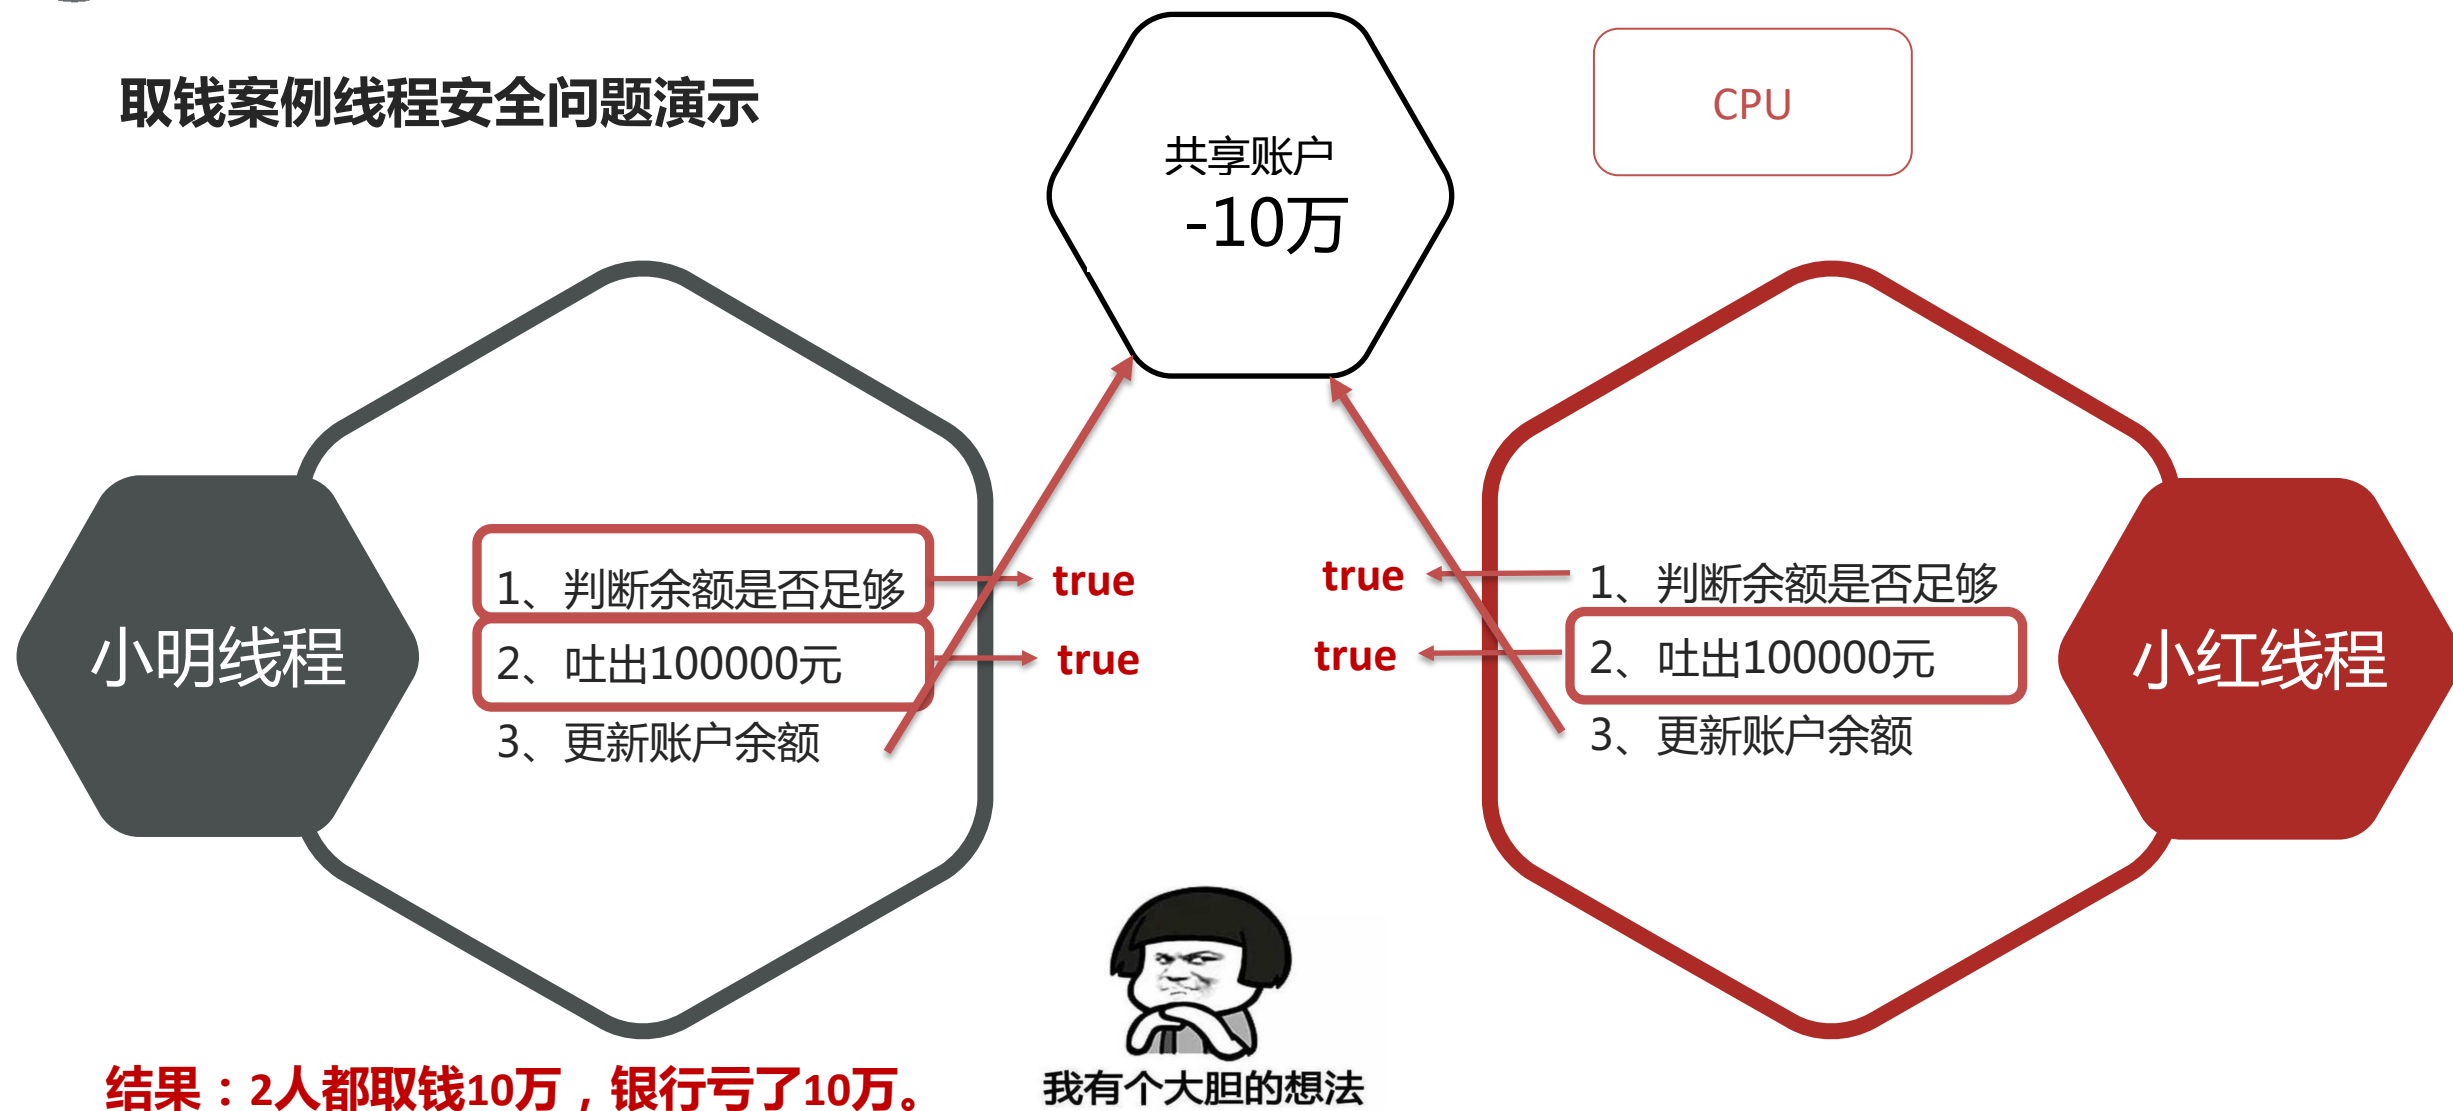 取钱案例线程安全问题演示
共享账户
-10万
CPU
小明线程
1、判断余额是否足够
2、吐出100000元
3、更新账户余额
true
true
true
true
1、判断余额是否足够
2、吐出100000元
3、更新账户余额
小红线程
结果：2人都取钱10万，银行亏了10万。
我有个大胆的想法